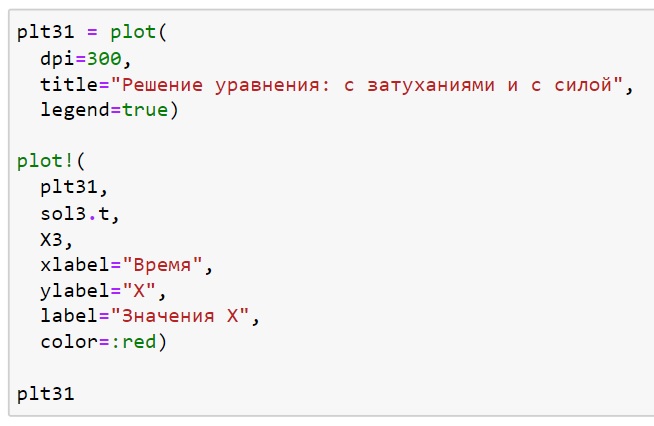 plt31 = plot(
  dpi=300,
  title="Решение уравнения: с затуханиями и с силой",
  legend=true)

plot!(
  plt31,
  sol3.t,
  X3,
  xlabel="Время",
  ylabel="X",
  label="Значения X",
  color=:red)

plt31